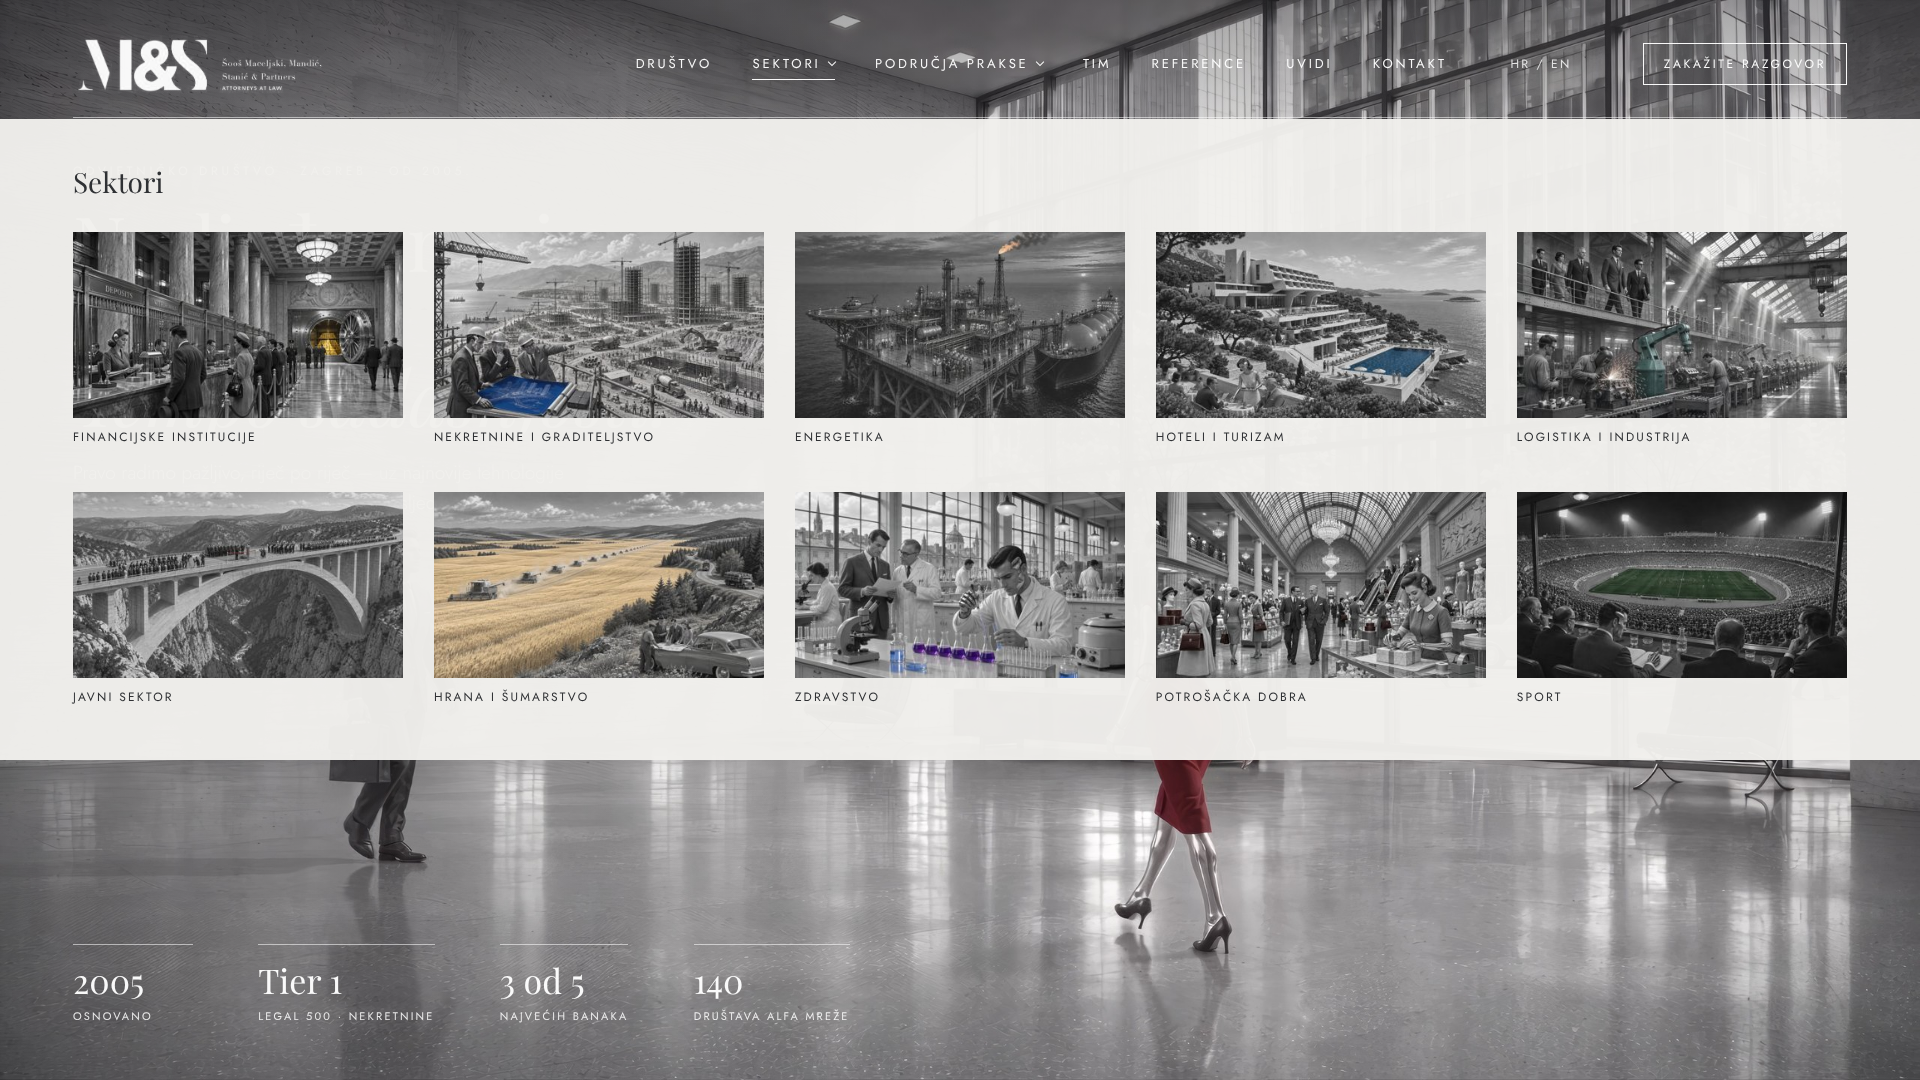 M&S
Šooš Maceljski, Mandić,
Stanić & Partners
ATTORNEYS AT LAW
DRUŠTVO
SEKTORI
PODRUČJA PRAKSE
TIM
REFERENCE
UVIDI
KONTAKT
HR / EN
ZAKAŽITE RAZGOVOR
Sektori
DEPOSITS
FINANCIJSKE INSTITUCIJE
NEKRETNINE I GRADITELJSTVO
ENERGETIKA
HOTELI I TURIZAM
LOGISTIKA I INDUSTRIJA
JAVNI SEKTOR
HRANA I ŠUMARSTVO
ZDRAVSTVO
POTROŠAČKA DOBRA
SPORT
2005
OSNOVANO
Tier 1
LEGAL 500 · NEKRETNINE
3 od 5
NAJVEĆIH BANAKA
140
DRUŠTAVA ALFA MREŽE